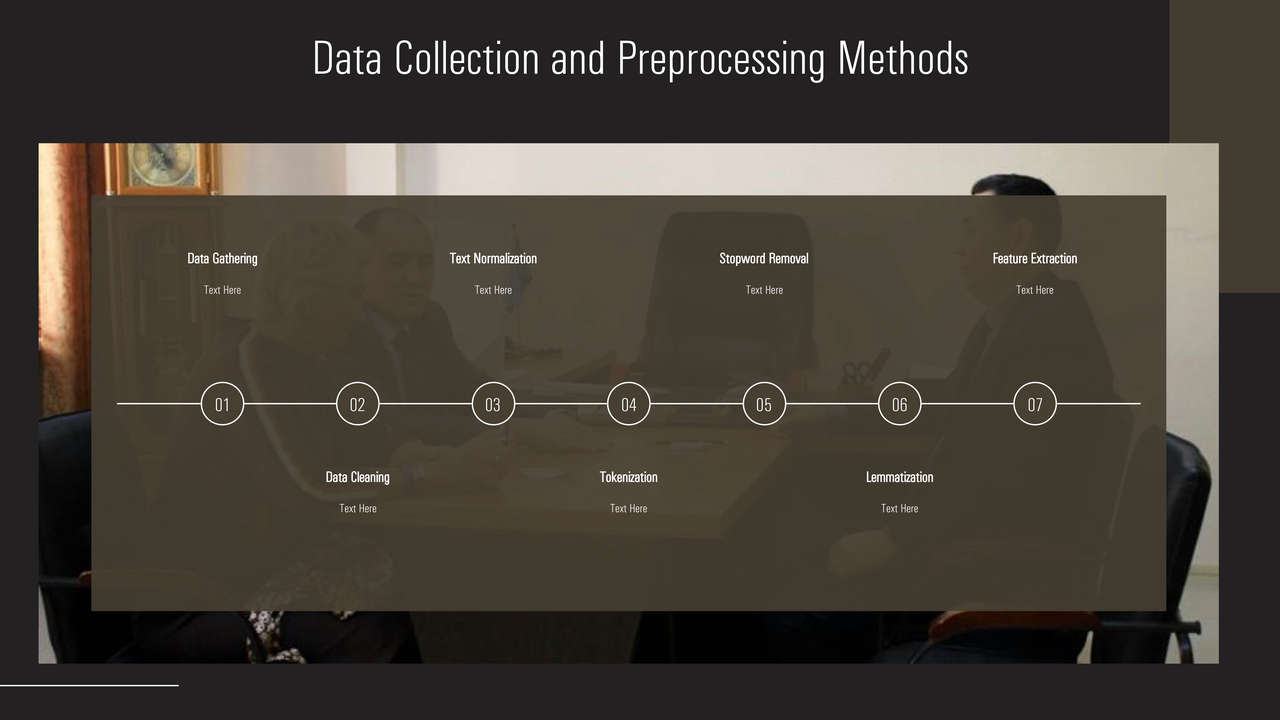 Data Collection and Preprocessing Methods
Data Gathering
Text Here
Text Normalization
Text Here
Stopword Removal
Text Here
Feature Extraction
Text Here
01
02
03
04
05
06
07
Data Cleaning
Text Here
Tokenization
Text Here
Lemmatization
Text Here